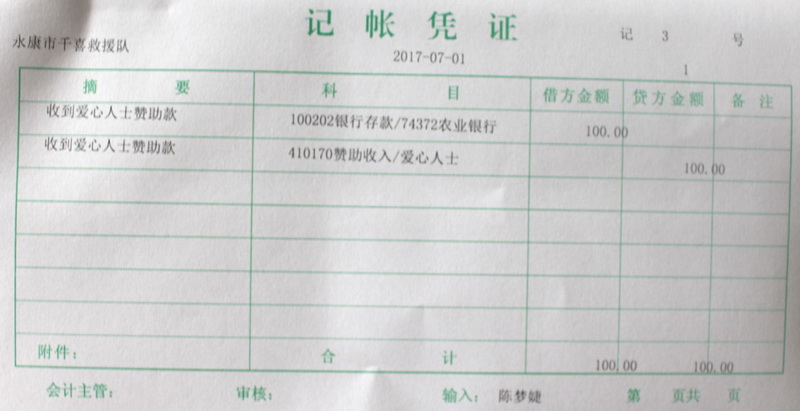 记帐凭证
永康市千喜救援队
记 3 号
2017-07-01
1
摘要 科目 借方金额 贷方金额 备注
收到爱心人士赞助款 100202银行存款/74372农业银行 100.00
收到爱心人士赞助款 410170赞助收入/爱心人士 100.00
附件: 合计 100.00 100.00
会计主管: 审核: 输入: 陈梦婕 第 页共 页